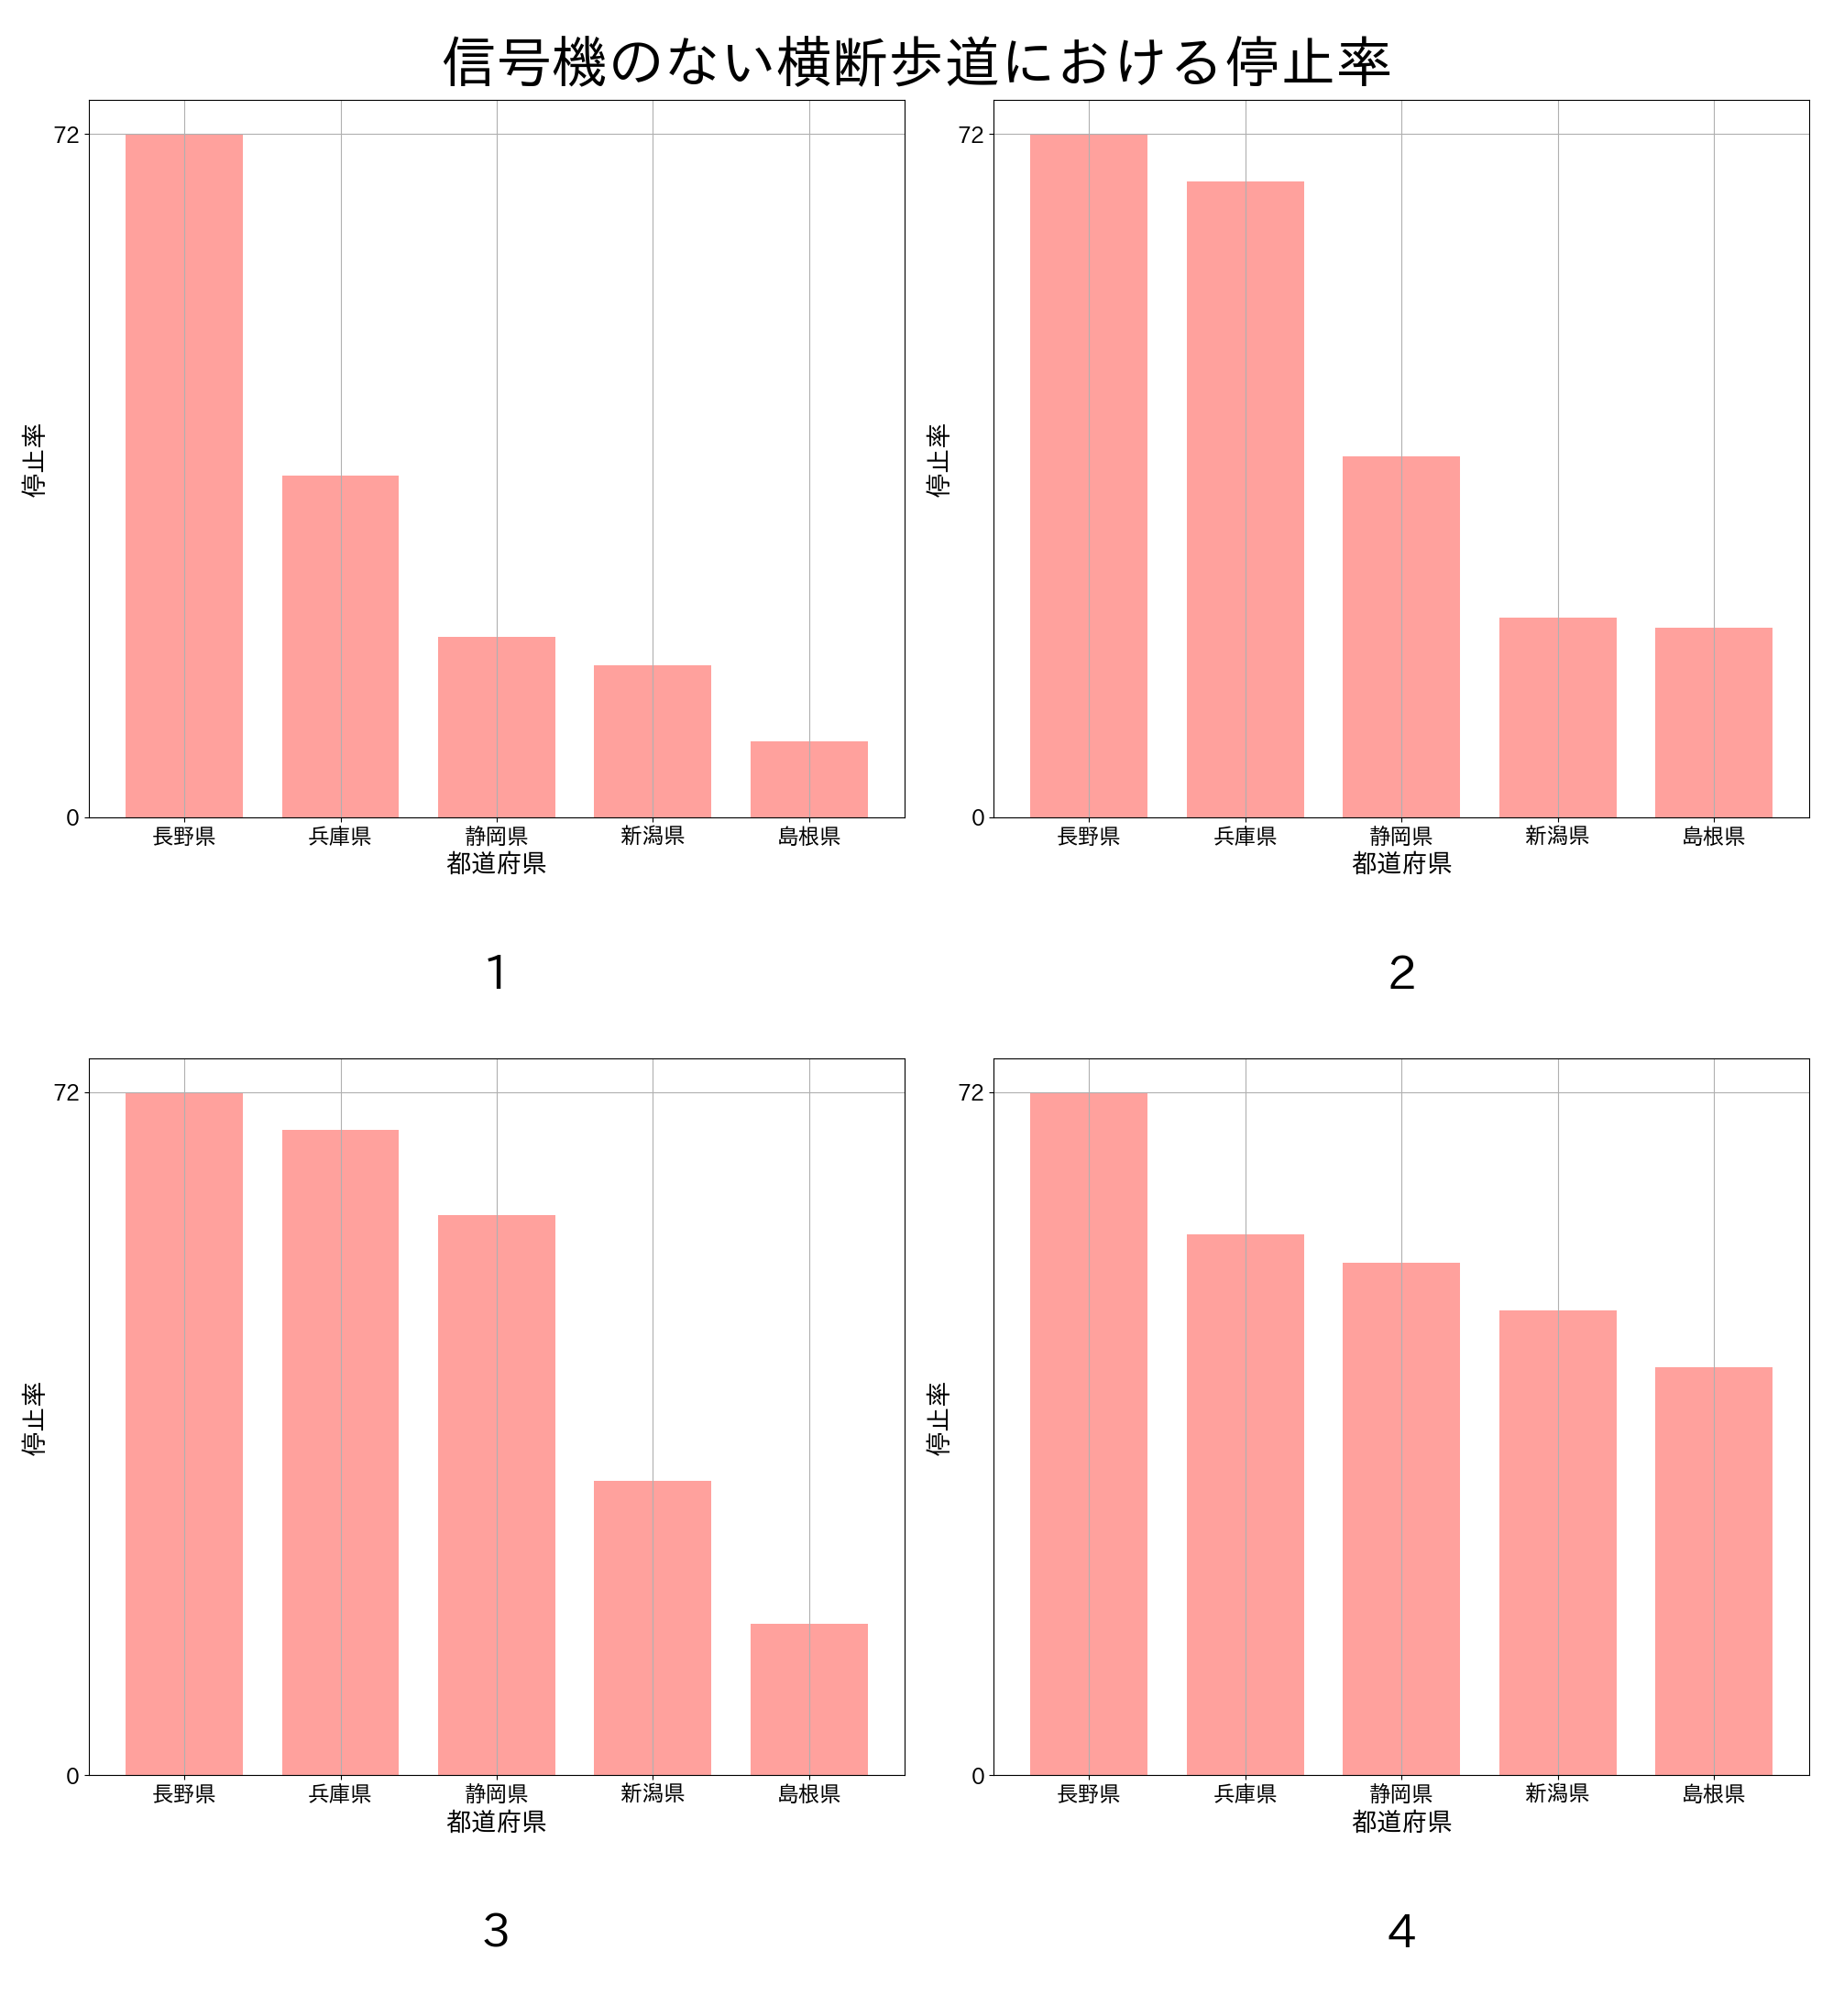 信号機のない横断歩道における停止率
72
0
停止率
長野県 兵庫県 静岡県 新潟県 島根県
都道府県
1
72
0
停止率
長野県 兵庫県 静岡県 新潟県 島根県
都道府県
2
72
0
停止率
長野県 兵庫県 静岡県 新潟県 島根県
都道府県
3
72
0
停止率
長野県 兵庫県 静岡県 新潟県 島根県
都道府県
4